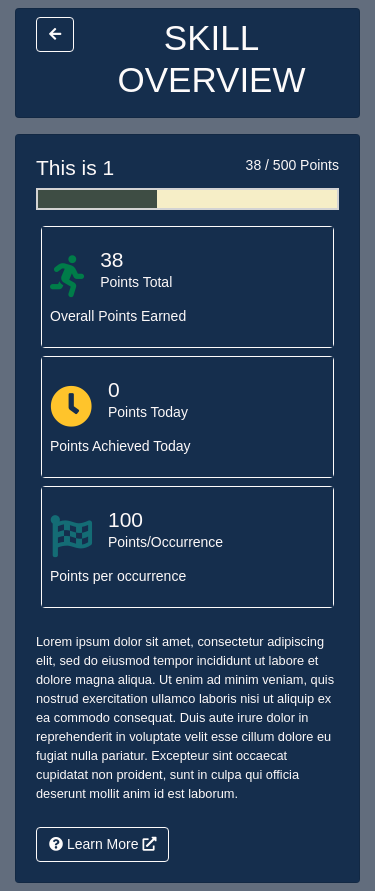 SKILL
OVERVIEW
This is 1
38 / 500 Points
38
Points Total
Overall Points Earned
0
Points Today
Points Achieved Today
100
Points/Occurrence
Points per occurrence
Lorem ipsum dolor sit amet, consectetur adipiscing
elit, sed do eiusmod tempor incididunt ut labore et
dolore magna aliqua. Ut enim ad minim veniam, quis
nostrud exercitation ullamco laboris nisi ut aliquip ex
ea commodo consequat. Duis aute irure dolor in
reprehenderit in voluptate velit esse cillum dolore eu
fugiat nulla pariatur. Excepteur sint occaecat
cupidatat non proident, sunt in culpa qui officia
deserunt mollit anim id est laborum.
Learn More